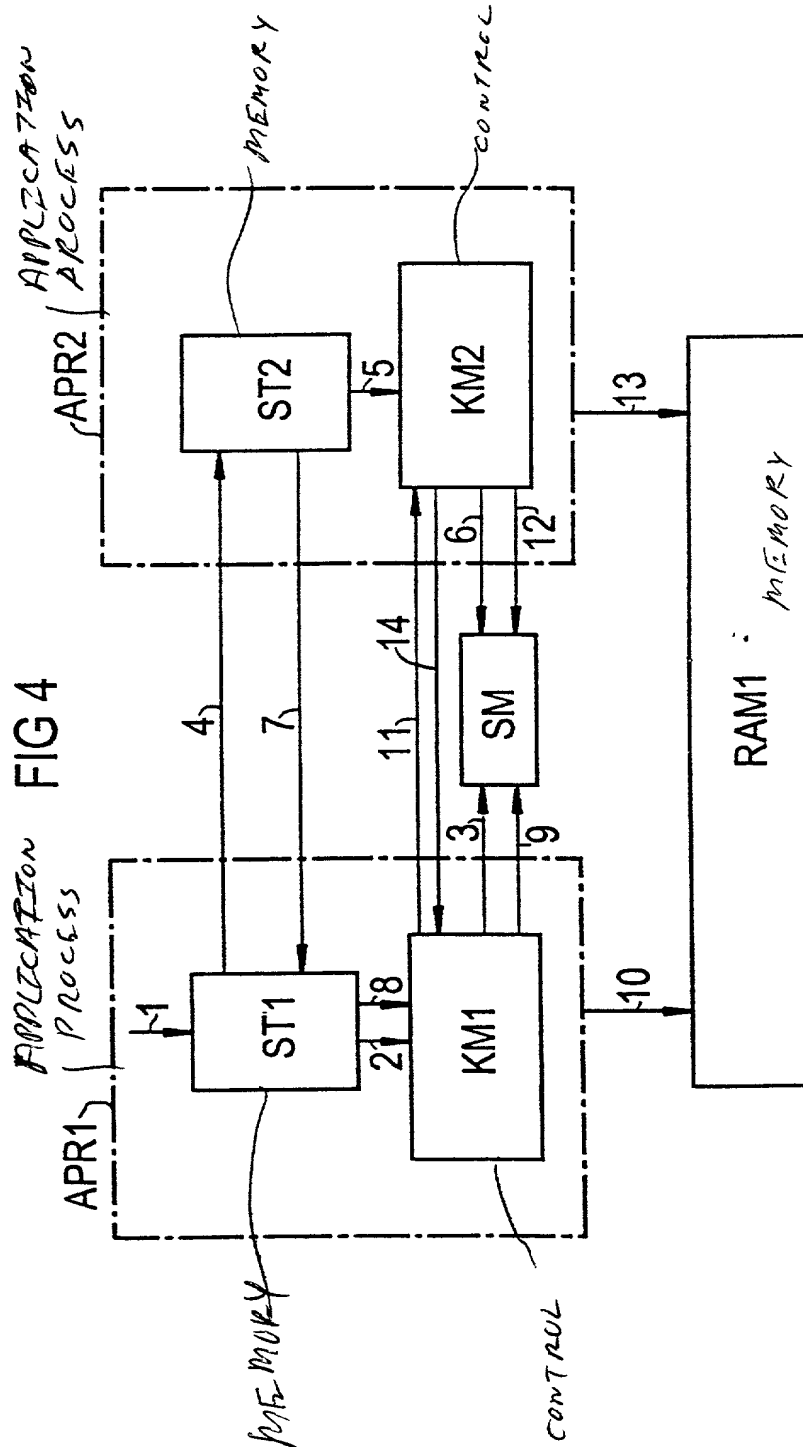 FIG 4
APPLICATION
PROCESS
APR1
APPLICATION
PROCESS
APR2
MEMORY
MEMORY
1
ST1
4
7
ST2
2
8
5
CONTROL
CONTROL
KM1
11
14
3
9
SM
6
12
KM2
10
13
RAM1
MEMORY